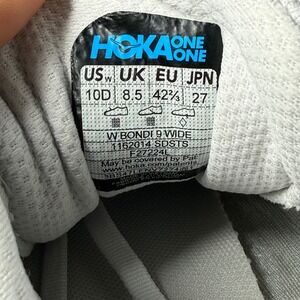 HOKA ONE ONE
US w UK EU JPN
10D 8.5 42⅔ 27
W BONDI 9 WIDE
1162014 SDSTS
F27224L
May be covered by Pat.
www.hoka.com/patents